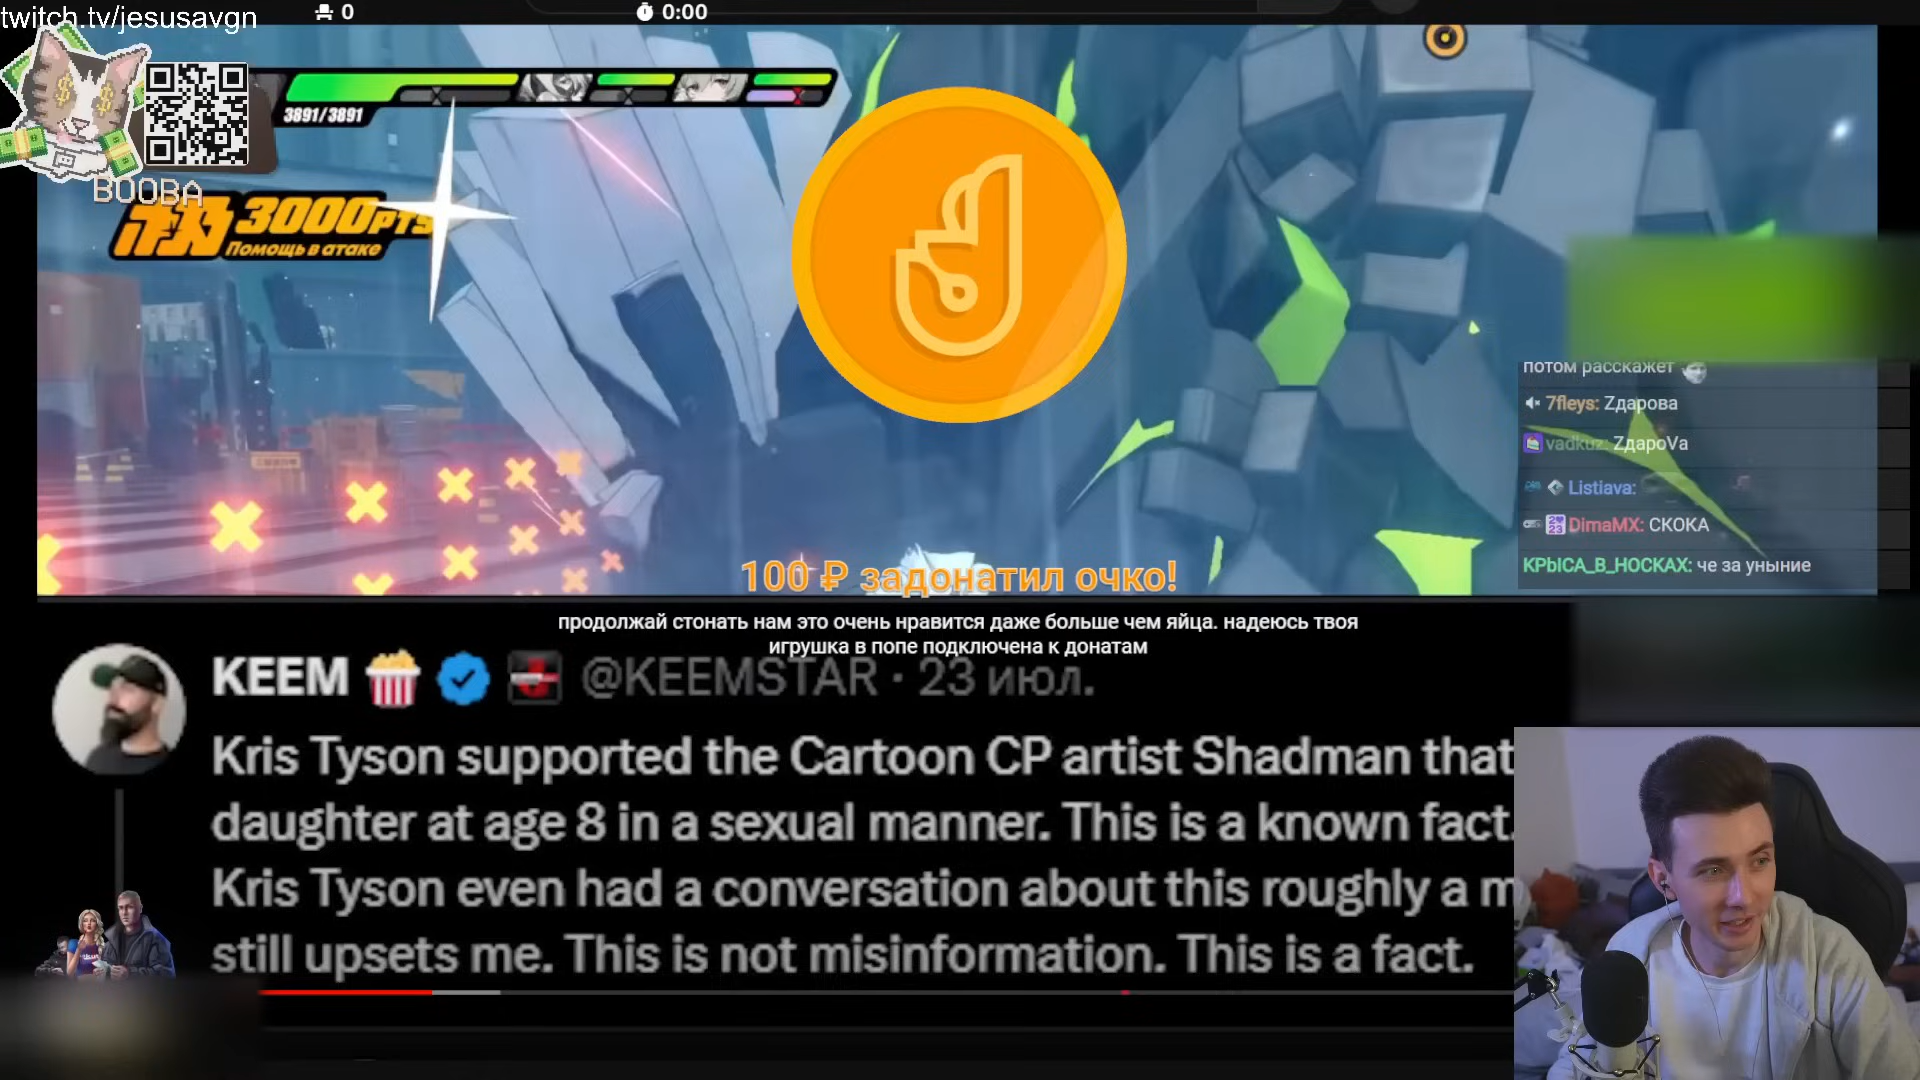 twitch.tv/jesusavgn
0
0:00
3891/3891
BOOBA
3000PTS
Помощь в атаке
потом расскажет
7fleys: Zдарова
vadkuz: ZдароVа
Listiava:
DimaMX: СКОКА
КРЫСА_В_НОСКАХ: че за уныние
100 ₽ задонатил очко!
продолжай стонать нам это очень нравится даже больше чем яйца. надеюсь твоя
игрушка в попе подключена к донатам
KEEM @KEEMSTAR · 23 июл.
Kris Tyson supported the Cartoon CP artist Shadman that
daughter at age 8 in a sexual manner. This is a known fact.
Kris Tyson even had a conversation about this roughly a m
still upsets me. This is not misinformation. This is a fact.